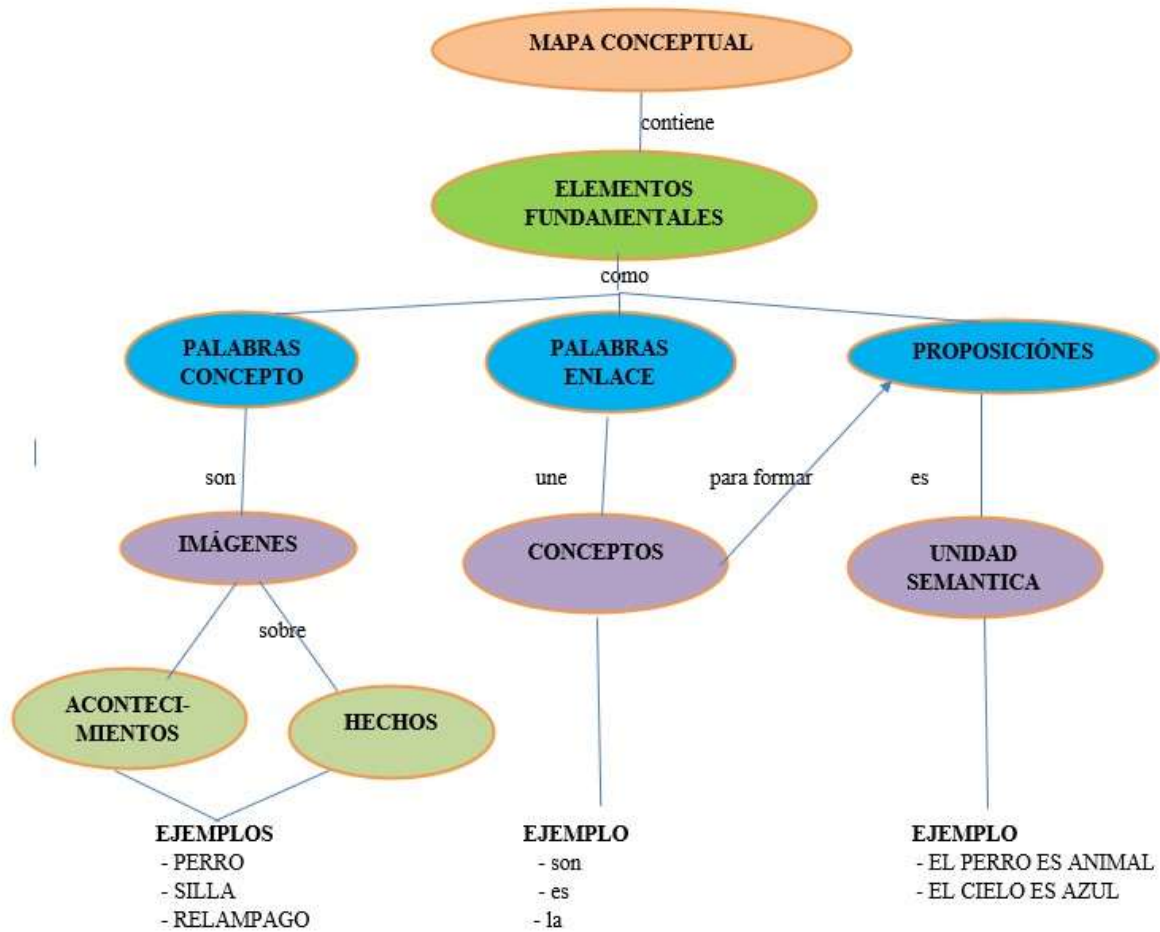 MAPA CONCEPTUAL
contiene
ELEMENTOS
FUNDAMENTALES
como
PALABRAS
CONCEPTO
PALABRAS
ENLACE
PROPOSICIÓNES
son
une
para formar
es
IMÁGENES
CONCEPTOS
UNIDAD
SEMANTICA
sobre
ACONTECI-
MIENTOS
HECHOS
EJEMPLOS
- PERRO
- SILLA
- RELAMPAGO
EJEMPLO
- son
- es
- la
EJEMPLO
- EL PERRO ES ANIMAL
- EL CIELO ES AZUL